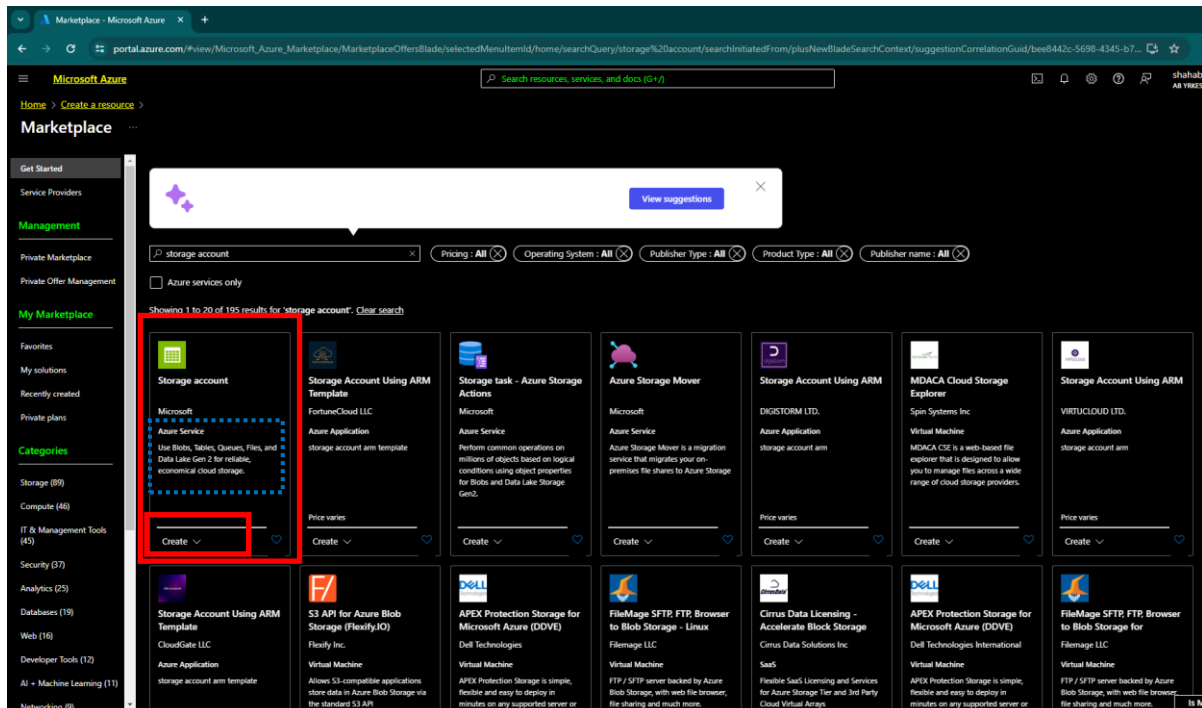 Marketplace - Microsoft Azure
portal.azure.com/#view/Microsoft_Azure_Marketplace/MarketplaceOffersBlade/selectedMenuItemId/home/searchQuery/storage%20account/searchInitiatedFrom/plusNewBladeSearchContext/suggestionCorrelationGuid/bee8442c-5698-4345-b7...
Microsoft Azure
Search resources, services, and docs (G+/)
shahab
AB YRKES
Home > Create a resource >
Marketplace ...
Get Started
Service Providers
Management
Private Marketplace
Private Offer Management
My Marketplace
Favorites
My solutions
Recently created
Private plans
Categories
Storage (89)
Compute (46)
IT & Management Tools
(45)
Security (37)
Analytics (25)
Databases (19)
Web (16)
Developer Tools (12)
AI + Machine Learning (11)
Networking (9)
View suggestions
storage account
Pricing : All
Operating System : All
Publisher Type : All
Product Type : All
Publisher name : All
Azure services only
Showing 1 to 20 of 195 results for 'storage account'. Clear search
Storage account
Microsoft
Azure Service
Use Blobs, Tables, Queues, Files, and
Data Lake Gen 2 for reliable,
economical cloud storage.
Create
Storage Account Using ARM
Template
FortuneCloud LLC
Azure Application
storage account arm template
Price varies
Create
Storage task - Azure Storage
Actions
Microsoft
Azure Service
Perform common operations on
millions of objects based on logical
conditions using object properties
for Blobs and Data Lake Storage
Gen2.
Create
Azure Storage Mover
Microsoft
Azure Service
Azure Storage Mover is a migration
service that migrates your on-
premises file shares to Azure Storage
Create
digistorm
Storage Account Using ARM
DIGISTORM LTD.
Azure Application
storage account arm
Price varies
Create
MDACA Cloud Storage
Explorer
Spin Systems Inc
Virtual Machine
MDACA CSE is a web-based file
explorer that is designed to allow
you to manage files across a wide
range of cloud storage providers.
Create
Storage Account Using ARM
VIRTUCLOUD LTD.
Azure Application
storage account arm
Price varies
Create
Storage Account Using ARM
Template
CloudGate LLC
Azure Application
storage account arm template
S3 API for Azure Blob
Storage (Flexify.IO)
Flexify Inc.
Virtual Machine
Allows S3-compatible applications
store data in Azure Blob Storage via
the standard S3 API
DELL
Technologies
APEX Protection Storage for
Microsoft Azure (DDVE)
Dell Technologies
Virtual Machine
APEX Protection Storage is simple,
flexible and easy to deploy in
minutes on any supported server or
FileMage SFTP, FTP, Browser
to Blob Storage - Linux
Filemage LLC
Virtual Machine
FTP / SFTP server backed by Azure
Blob Storage, with web file browser,
file sharing and much more.
CirrusData
Cirrus Data Licensing -
Accelerate Block Storage
Cirrus Data Solutions Inc
SaaS
Flexible SaaS Licensing and Services
for Azure Storage Tier and 3rd Party
Cloud Virtual Arrays
DELL
Technologies
APEX Protection Storage for
Microsoft Azure (DDVE)
Dell Technologies International
Virtual Machine
APEX Protection Storage is simple,
flexible and easy to deploy in
minutes on any supported server or
FileMage SFTP, FTP, Browser
to Blob Storage for
Filemage LLC
Virtual Machine
FTP / SFTP server backed by Azure
Blob Storage, with web file browser,
file sharing and much more.